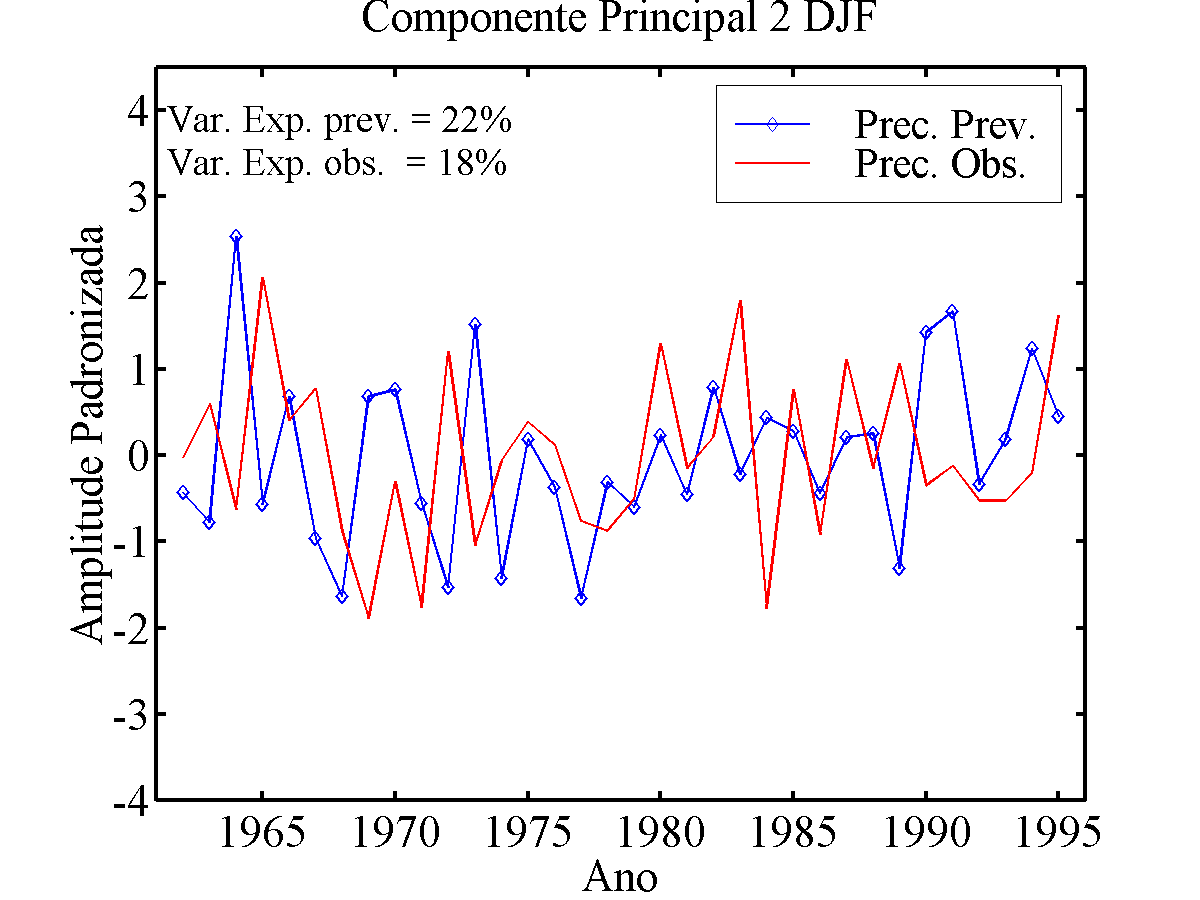 Componente Principal 2 DJF
Var. Exp. prev. = 22%
Var. Exp. obs. = 18%
Prec. Prev.
Prec. Obs.
Amplitude Padronizada
4
3
2
1
0
-1
-2
-3
-4
1965 1970 1975 1980 1985 1990 1995
Ano